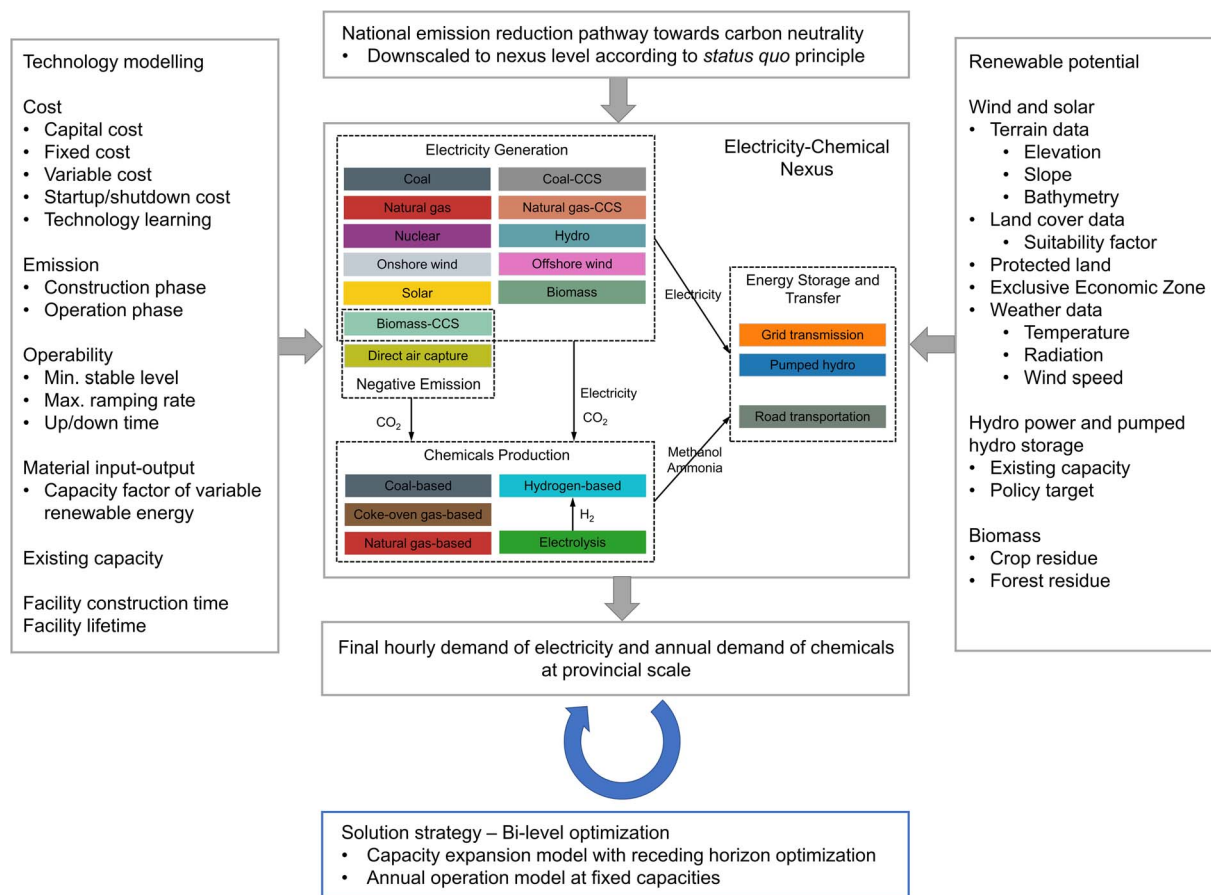 National emission reduction pathway towards carbon neutrality
• Downscaled to nexus level according to status quo principle
Technology modelling
Cost
• Capital cost
• Fixed cost
• Variable cost
• Startup/shutdown cost
• Technology learning
Emission
• Construction phase
• Operation phase
Operability
• Min. stable level
• Max. ramping rate
• Up/down time
Material input-output
• Capacity factor of variable
renewable energy
Existing capacity
Facility construction time
Facility lifetime
Electricity-Chemical
Nexus
Electricity Generation
Coal
Coal-CCS
Natural gas
Natural gas-CCS
Nuclear
Hydro
Onshore wind
Offshore wind
Solar
Biomass
Biomass-CCS
Direct air capture
Negative Emission
Electricity
Energy Storage and
Transfer
Grid transmission
Pumped hydro
Road transportation
CO₂
Electricity
CO₂
Methanol
Ammonia
Chemicals Production
Coal-based
Hydrogen-based
Coke-oven gas-based
H₂
Natural gas-based
Electrolysis
Renewable potential
Wind and solar
• Terrain data
• Elevation
• Slope
• Bathymetry
• Land cover data
• Suitability factor
• Protected land
• Exclusive Economic Zone
• Weather data
• Temperature
• Radiation
• Wind speed
Hydro power and pumped
hydro storage
• Existing capacity
• Policy target
Biomass
• Crop residue
• Forest residue
Final hourly demand of electricity and annual demand of chemicals
at provincial scale
Solution strategy – Bi-level optimization
• Capacity expansion model with receding horizon optimization
• Annual operation model at fixed capacities